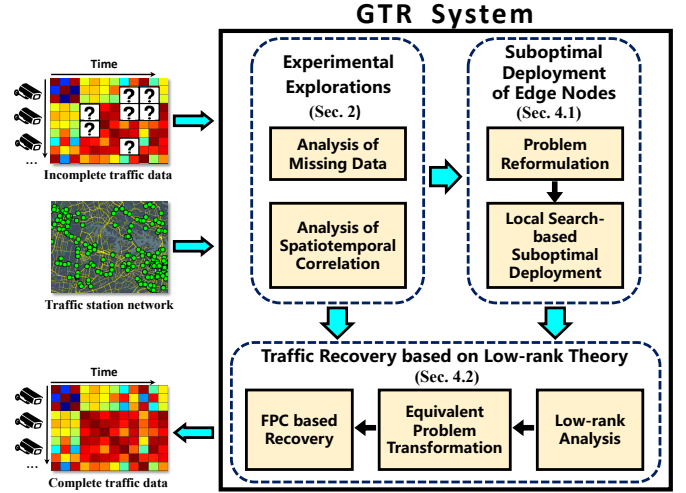 GTR System
Time
? ?
? ? ?
?
?
...
Incomplete traffic data
Traffic station network
Time
...
Complete traffic data
Experimental
Explorations
(Sec. 2)
Analysis of
Missing Data
Analysis of
Spatiotemporal
Correlation
Suboptimal
Deployment
of Edge Nodes
(Sec. 4.1)
Problem
Reformulation
Local Search-
based
Suboptimal
Deployment
Traffic Recovery based on Low-rank Theory
(Sec. 4.2)
FPC based
Recovery
Equivalent
Problem
Transformation
Low-rank
Analysis